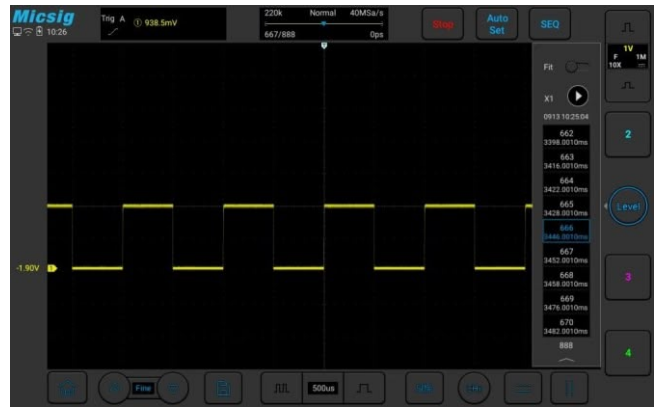 Micsig
10:26
Trig A 1 938.5mV
220k Normal 40MSa/s
667/888 0ps
Stop
Auto
Set
SEQ
1V
F 1M
10X
Fit
X1
0913 10:25:04
662
3398.0010ms
663
3416.0010ms
664
3422.0010ms
665
3428.0010ms
666
3446.0010ms
667
3452.0010ms
668
3458.0010ms
669
3476.0010ms
670
3482.0010ms
888
2
Level
3
4
-1.90V 1
Fine
500us